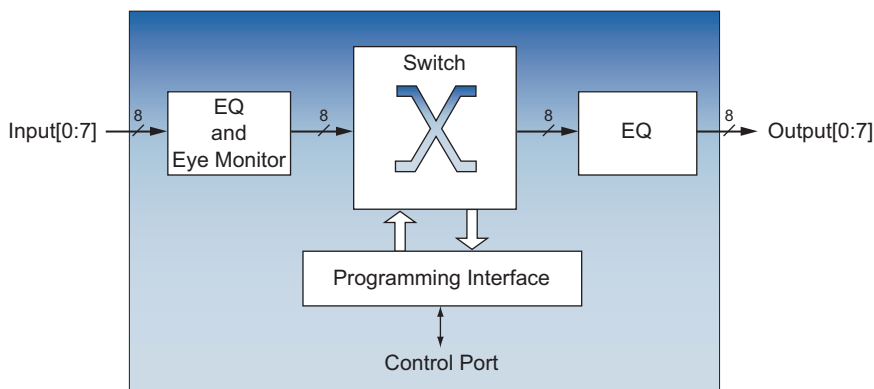 Switch
Input[0:7]
8
EQ
and
Eye Monitor
8
8
EQ
8
Output[0:7]
Programming Interface
Control Port